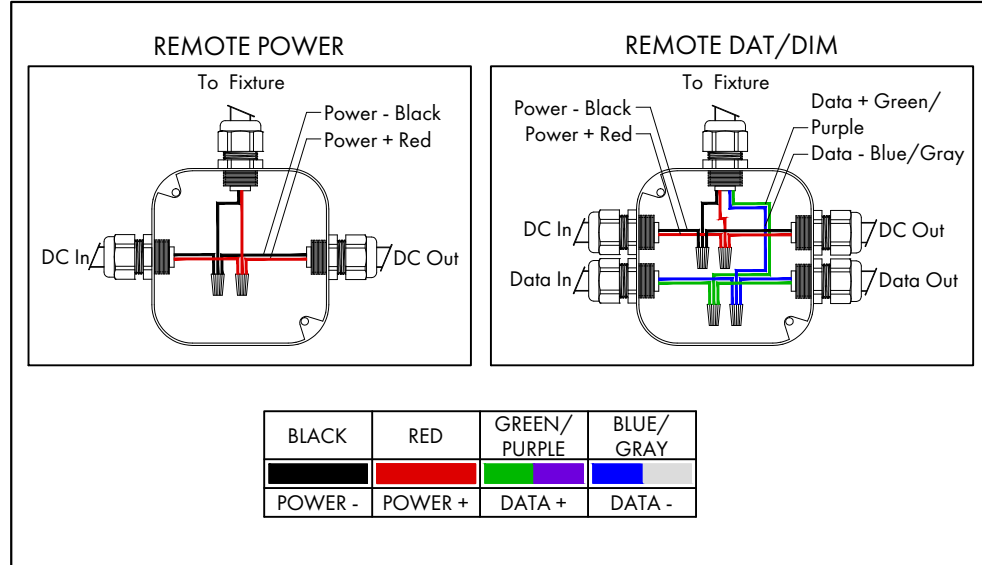 REMOTE POWER
To Fixture
Power - Black
Power + Red
DC In
DC Out
REMOTE DAT/DIM
To Fixture
Power - Black
Power + Red
Data + Green/
Purple
Data - Blue/Gray
DC In
DC Out
Data In
Data Out
BLACK RED GREEN/ BLUE/
PURPLE GRAY
POWER - POWER + DATA + DATA -